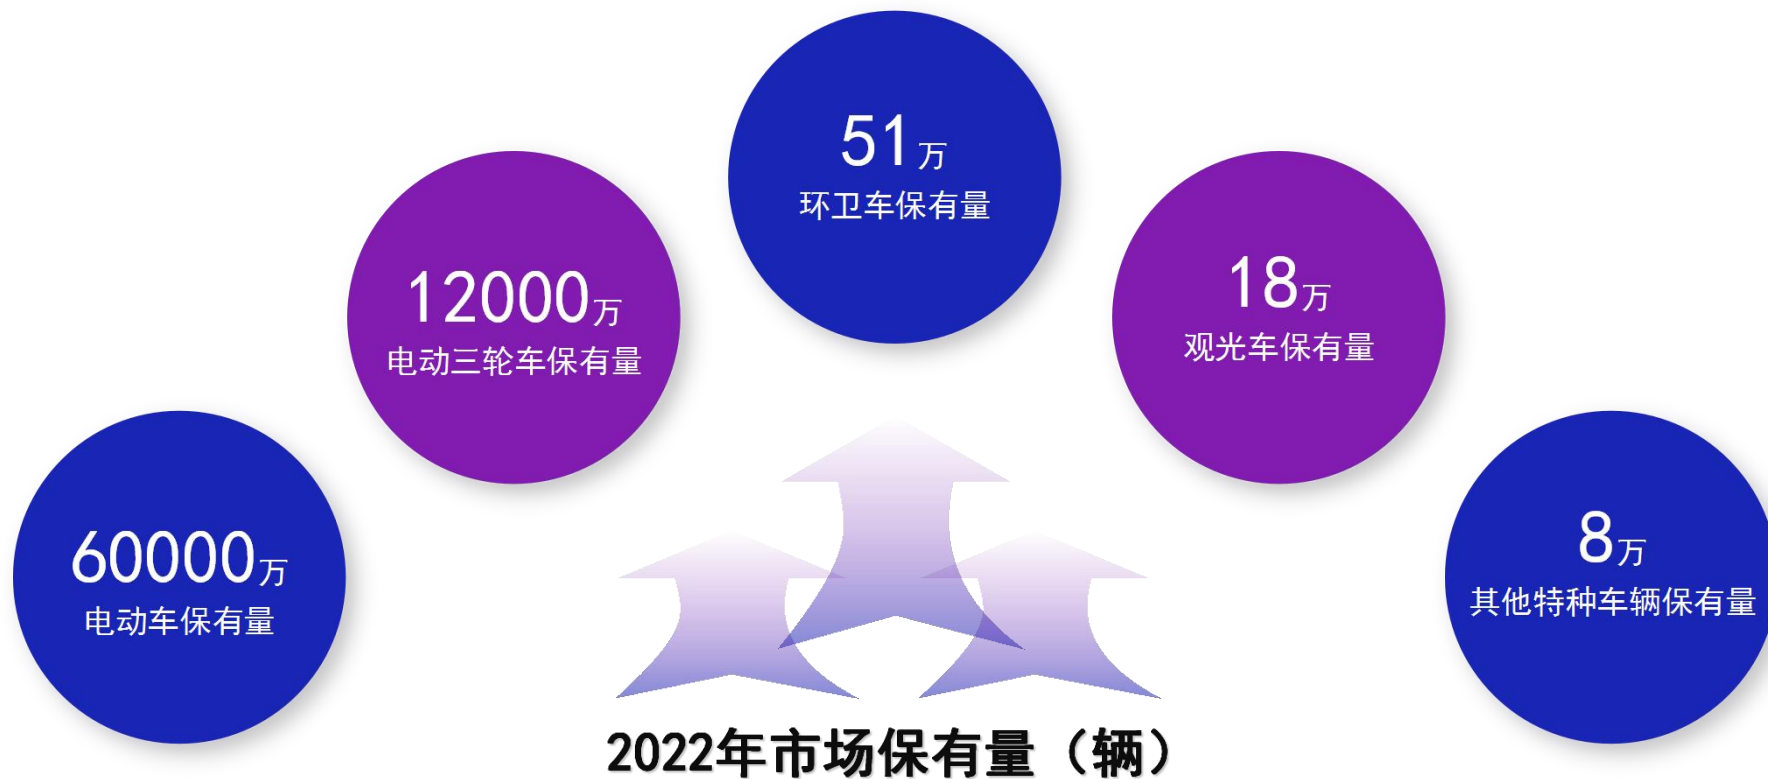 51万
环卫车保有量
12000万
电动三轮车保有量
18万
观光车保有量
60000万
电动车保有量
8万
其他特种车辆保有量
2022年市场保有量（辆）